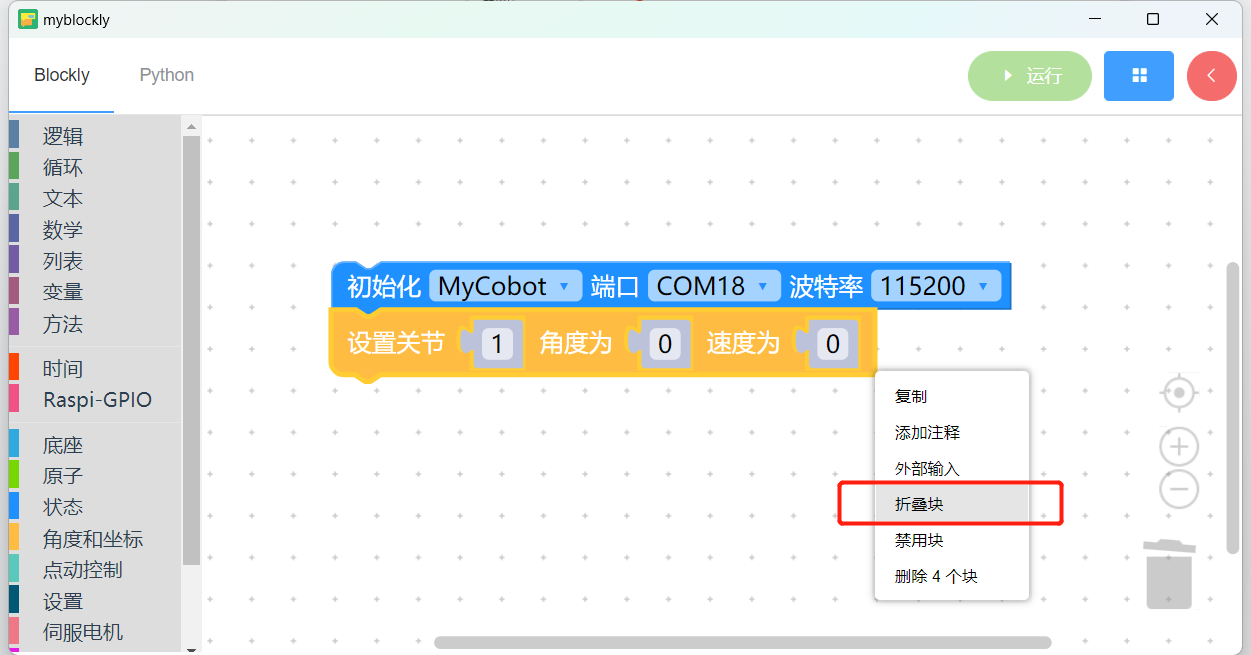 myblockly
Blockly Python 运行
逻辑
循环
文本
数学
列表
变量
方法
时间
Raspi-GPIO
底座
原子
状态
角度和坐标
点动控制
设置
伺服电机
初始化 MyCobot 端口 COM18 波特率 115200
设置关节 1 角度为 0 速度为 0
复制
添加注释
外部输入
折叠块
禁用块
删除 4 个块